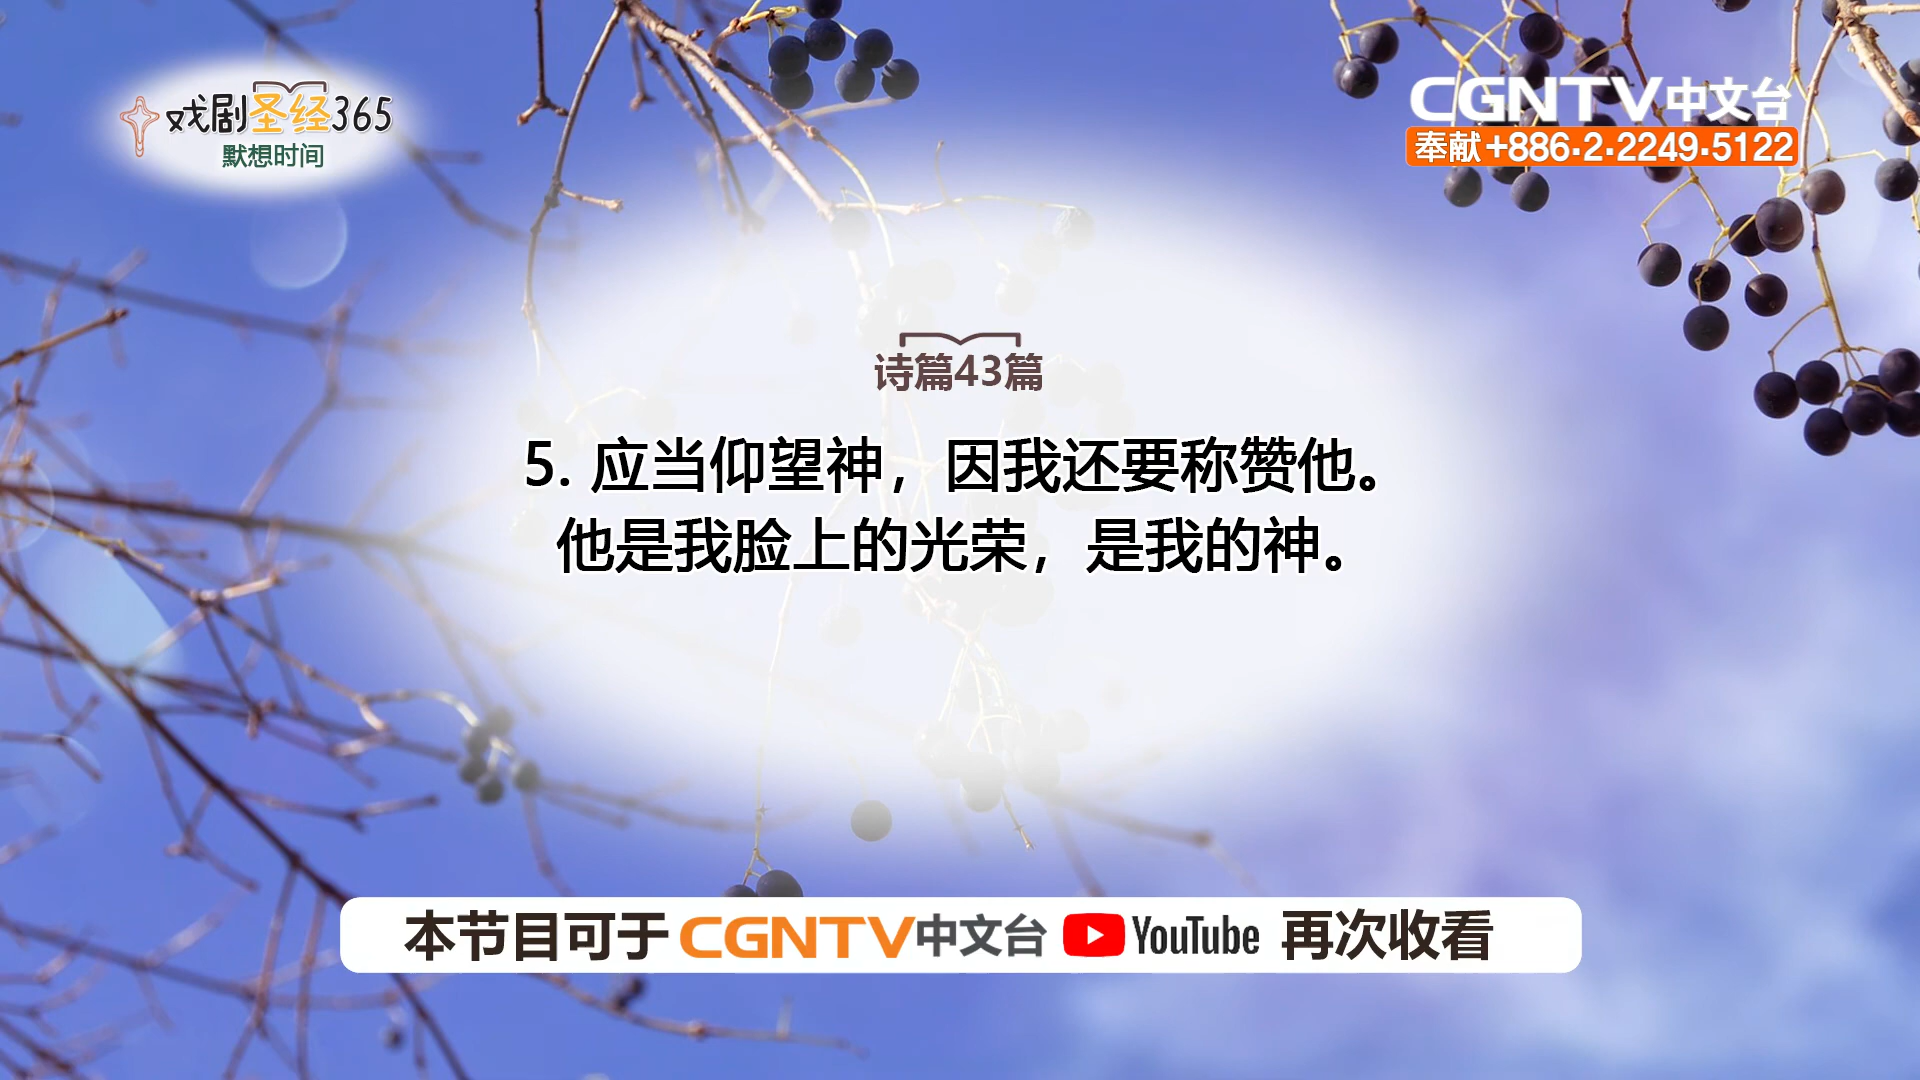 戏剧圣经365
默想时间
CGNTV中文台
奉献+886·2·2249·5122
诗篇43篇
5. 应当仰望神，因我还要称赞他。
他是我脸上的光荣，是我的神。
本节目可于 CGNTV中文台 YouTube 再次收看